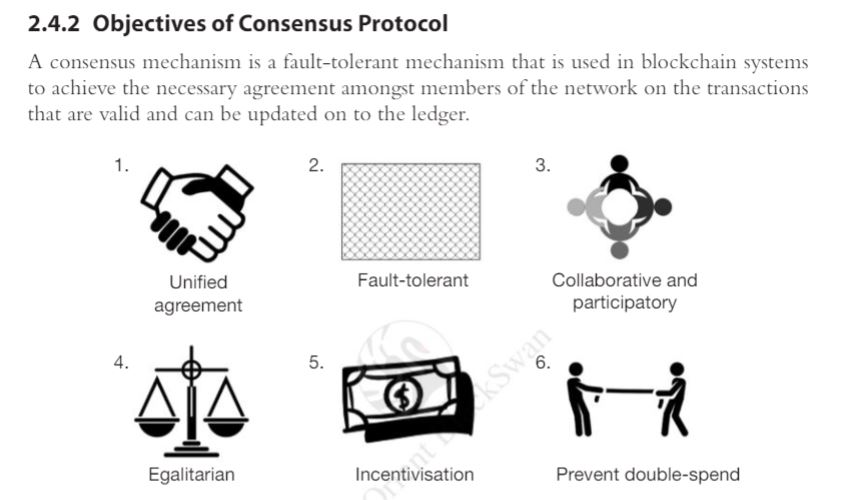 2.4.2 Objectives of Consensus Protocol
A consensus mechanism is a fault-tolerant mechanism that is used in blockchain systems
to achieve the necessary agreement amongst members of the network on the transactions
that are valid and can be updated on to the ledger.
1.
Unified
agreement
2.
Fault-tolerant
3.
Collaborative and
participatory
4.
Egalitarian
5.
Incentivisation
6.
Prevent double-spend